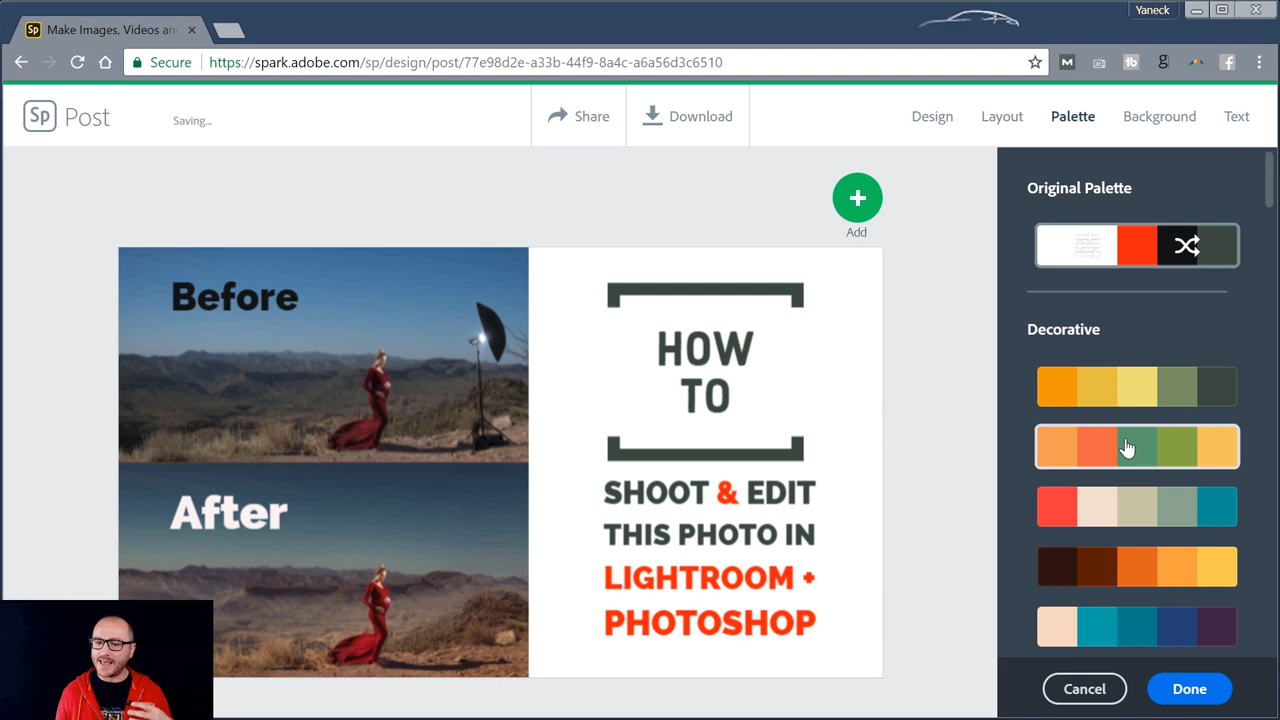 Yaneck
Sp Make Images, Videos and
Secure https://spark.adobe.com/sp/design/post/77e98d2e-a33b-44f9-8a4c-a6a56d3c6510
Sp Post Saving... Share Download Design Layout Palette Background Text
Add
Original Palette
Decorative
Before
After
HOW
TO
SHOOT & EDIT
THIS PHOTO IN
LIGHTROOM +
PHOTOSHOP
Cancel Done